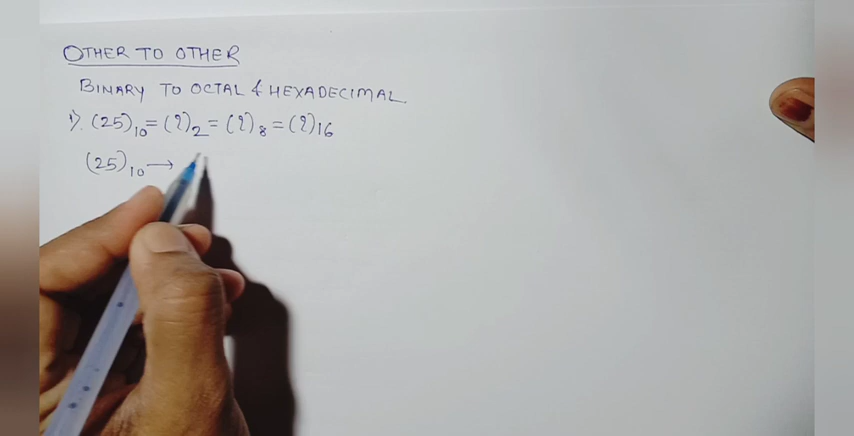 OTHER TO OTHER
BINARY TO OCTAL & HEXADECIMAL
1). (25)₁₀ = (?)₂ = (?)₈ = (?)₁₆
(25)₁₀ →